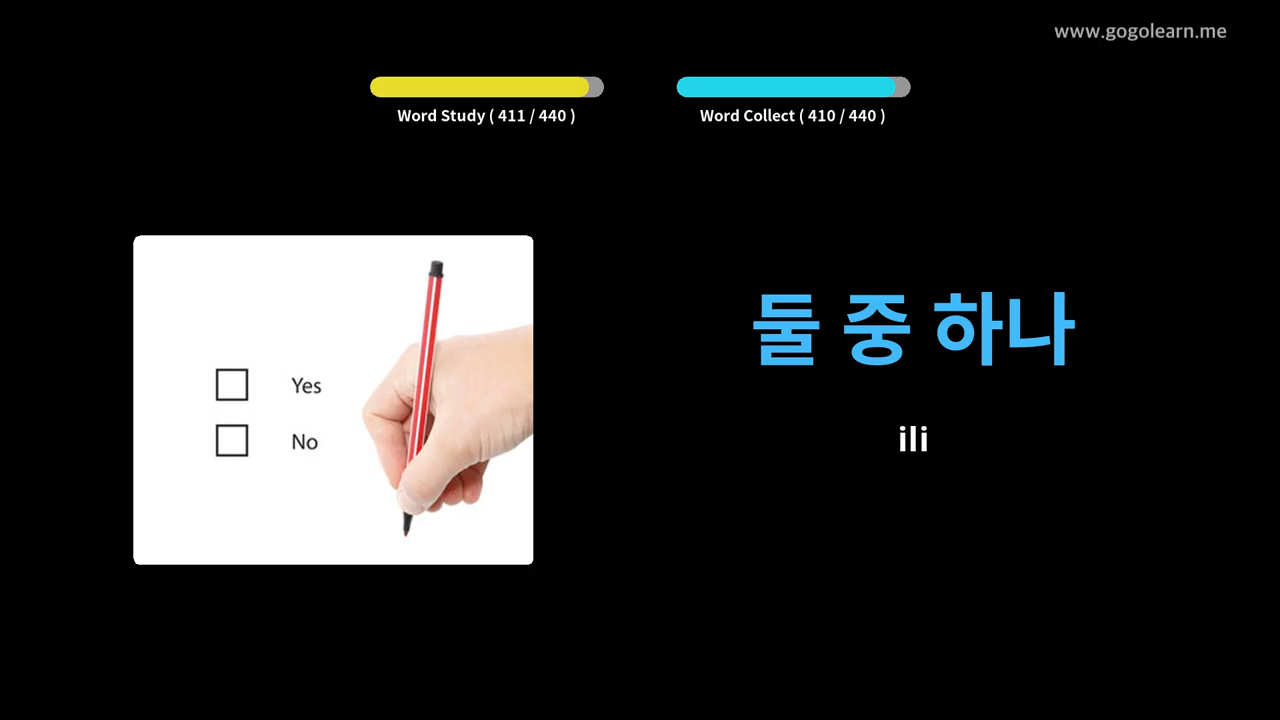 www.gogolearn.me
Word Study ( 411 / 440 )
Word Collect ( 410 / 440 )
Yes
No
둘 중 하나
ili